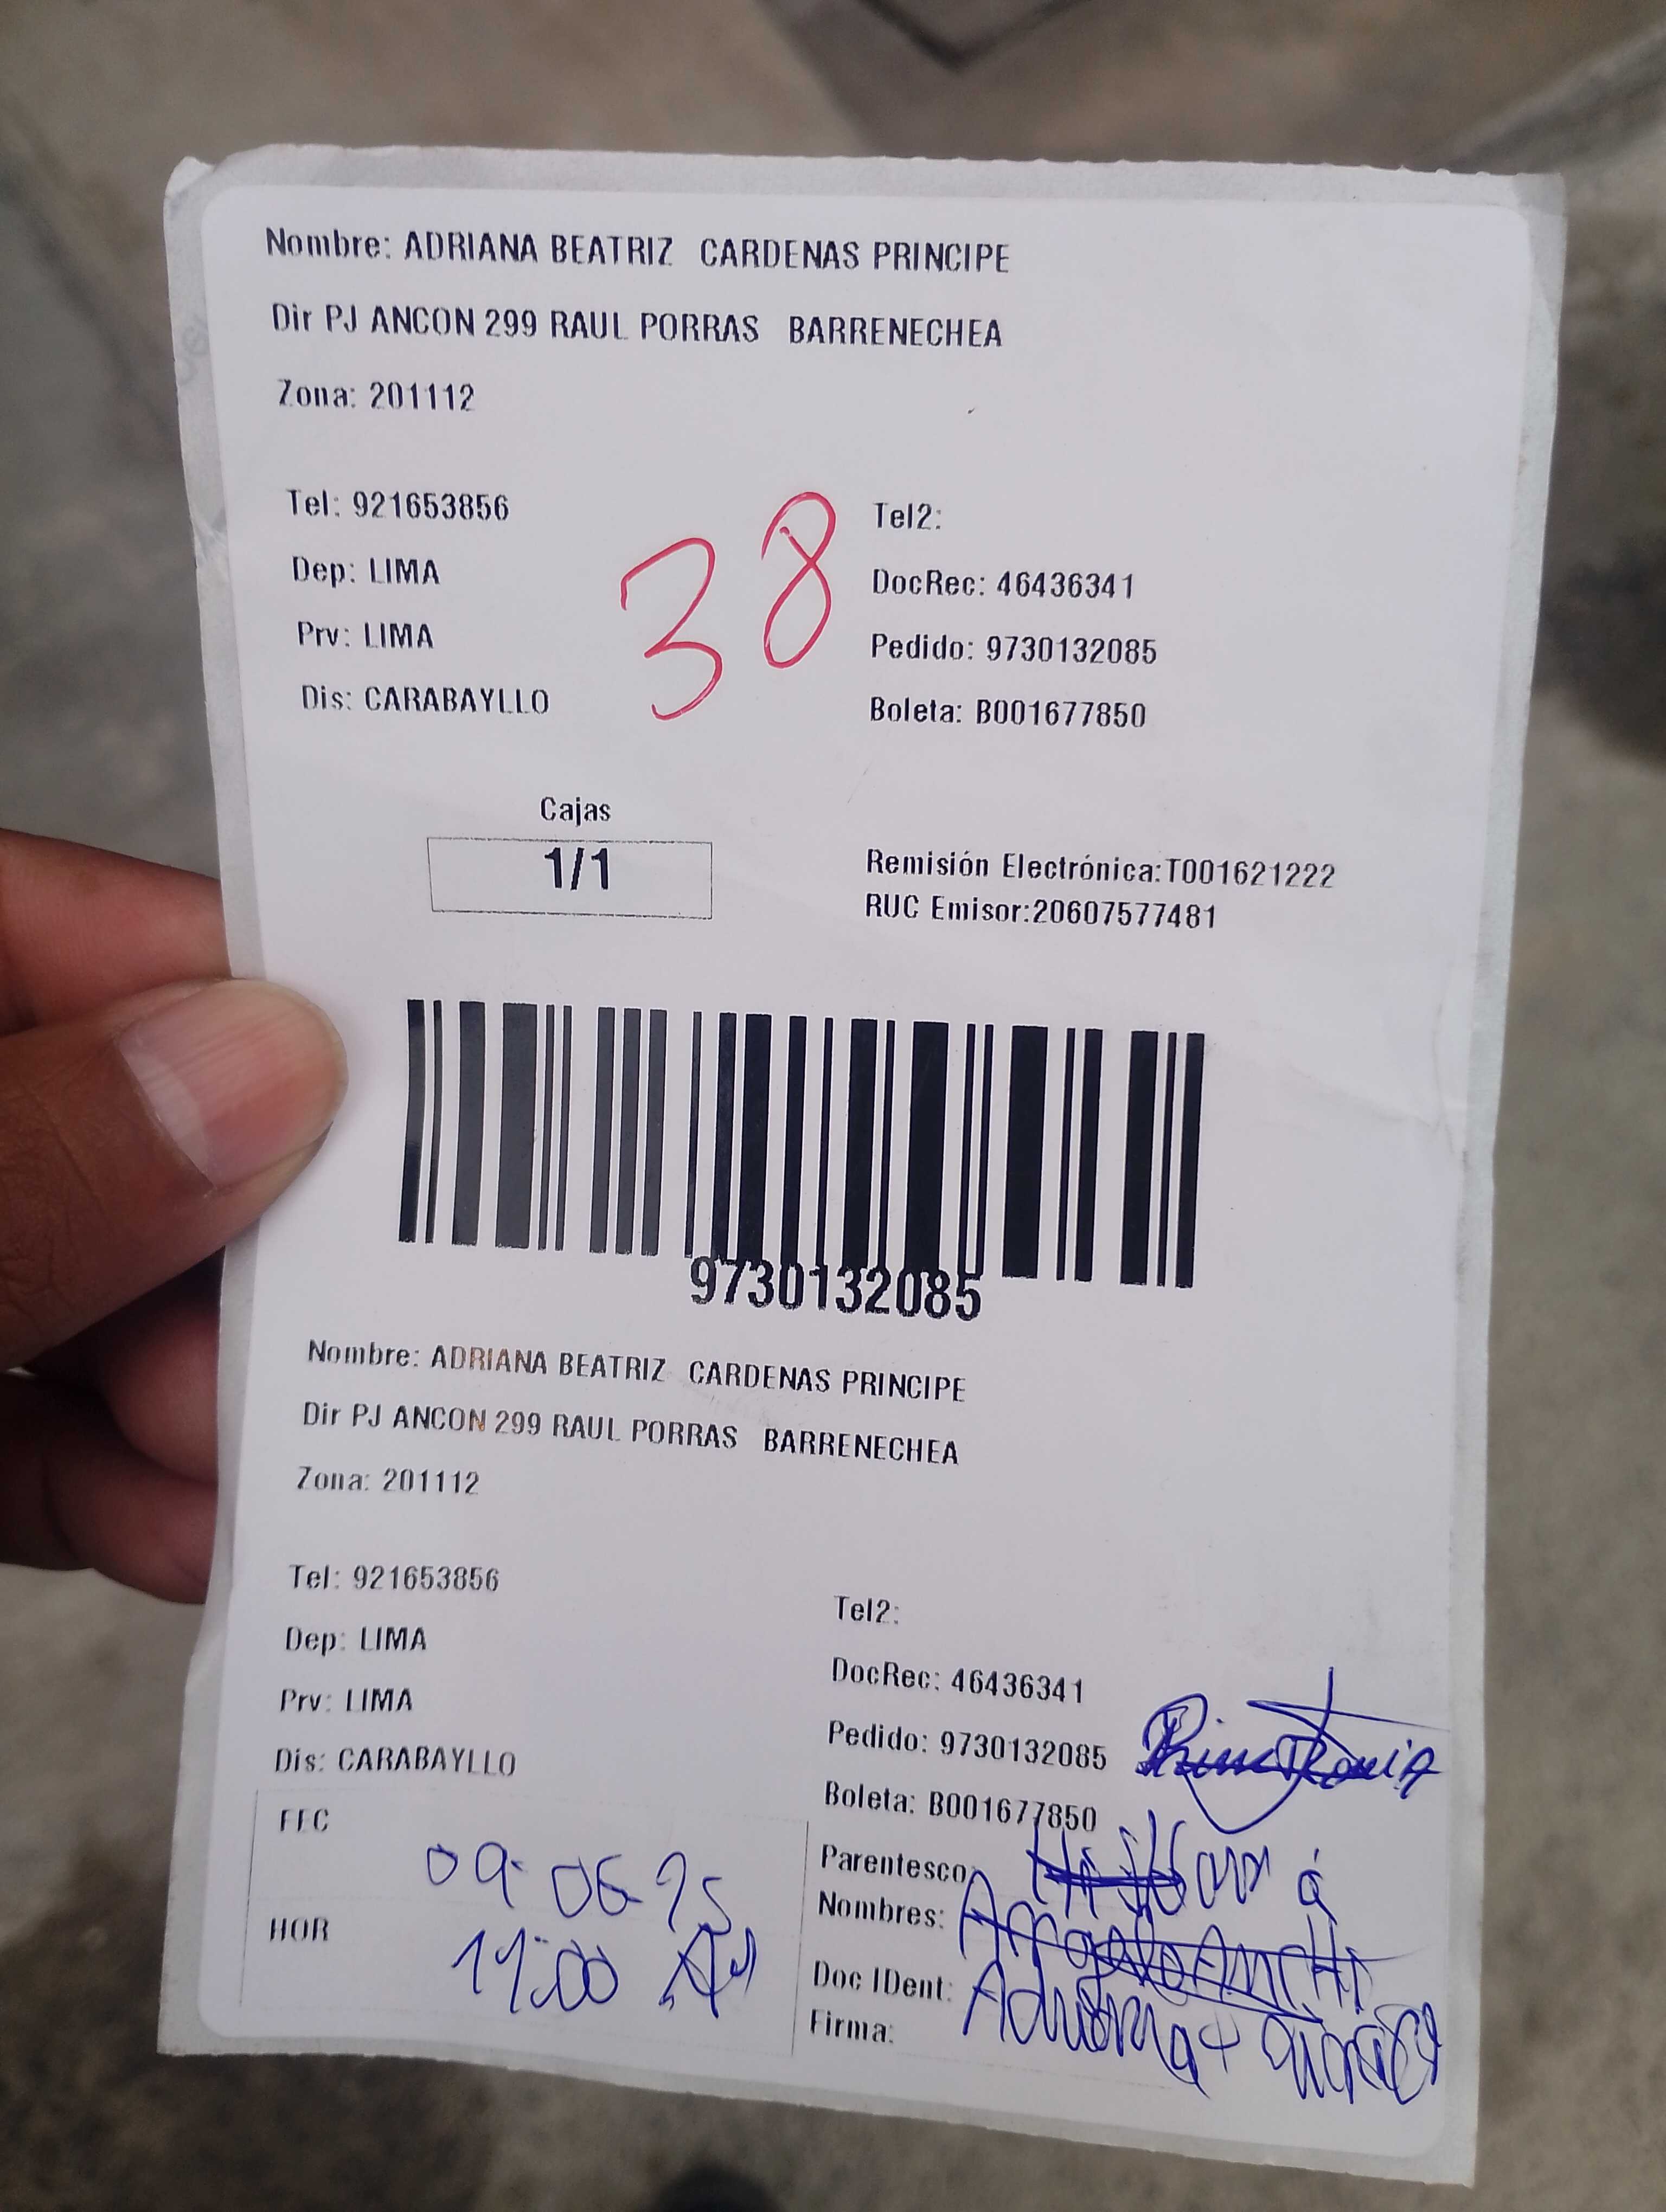 Nombre: ADRIANA BEATRIZ CARDENAS PRINCIPE
Dir PJ ANCON 299 RAUL PORRAS BARRENECHEA
Zona: 201112
Tel: 921653856
Tel2:
38
Dep: LIMA
DocRec: 46436341
Prv: LIMA
Pedido: 9730132085
Dis: CARABAYLLO
Boleta: B001677850
Cajas
1/1
Remisión Electrónica:T001621222
RUC Emisor:20607577481
9730132085
Nombre: ADRIANA BEATRIZ CARDENAS PRINCIPE
Dir PJ ANCON 299 RAUL PORRAS BARRENECHEA
Zona: 201112
Tel: 921653856
Tel2:
Dep: LIMA
DocRec: 46436341
Prv: LIMA
Pedido: 9730132085
Dis: CARABAYLLO
Boleta: B001677850
FEC
09-06-25
Parentesco
Nombres:
HOR
11:00 AM
Doc IDent:
Firma: